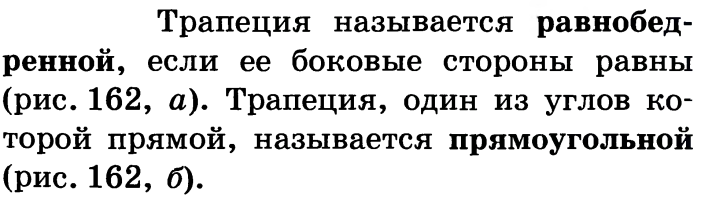 Трапеция называется равнобед-
ренной, если ее боковые стороны равны
(рис. 162, а). Трапеция, один из углов ко-
торой прямой, называется прямоугольной
(рис. 162, б).